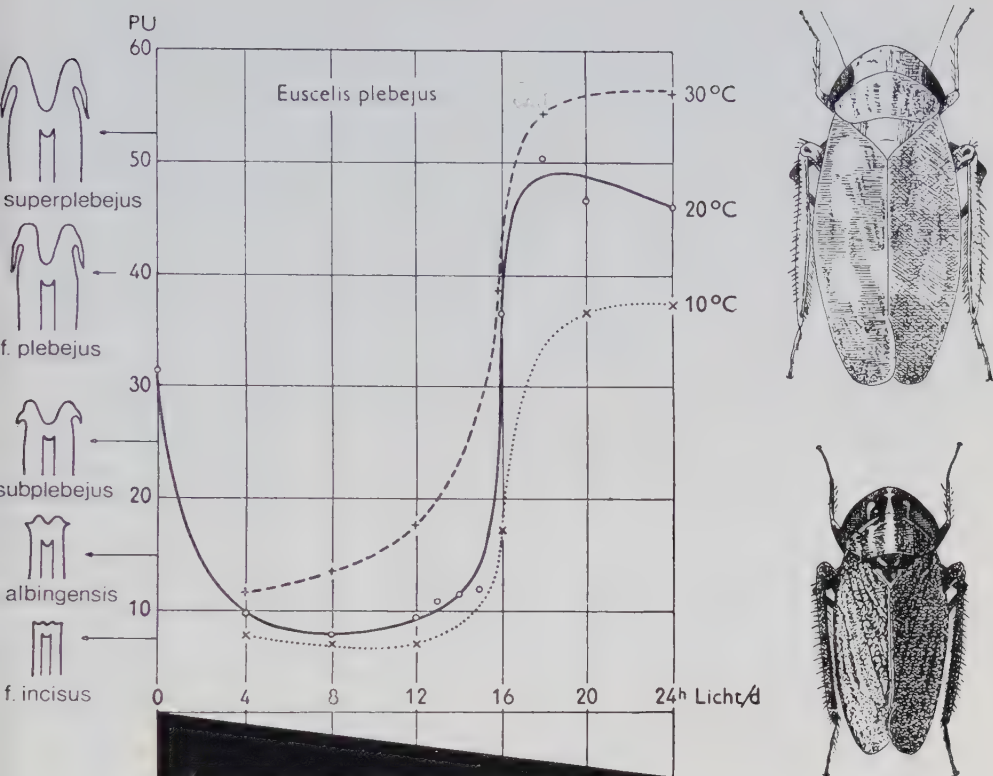 PU
60
Euscelis plebejus
30°C
50
superplebejus
20°C
40
10°C
f. plebejus
30
20
subplebejus
10
albingensis
f. incisus
0 4 8 12 16 20 24h Licht/d